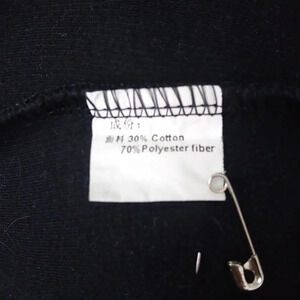 成份:
面料 30% Cotton
70% Polyester fiber